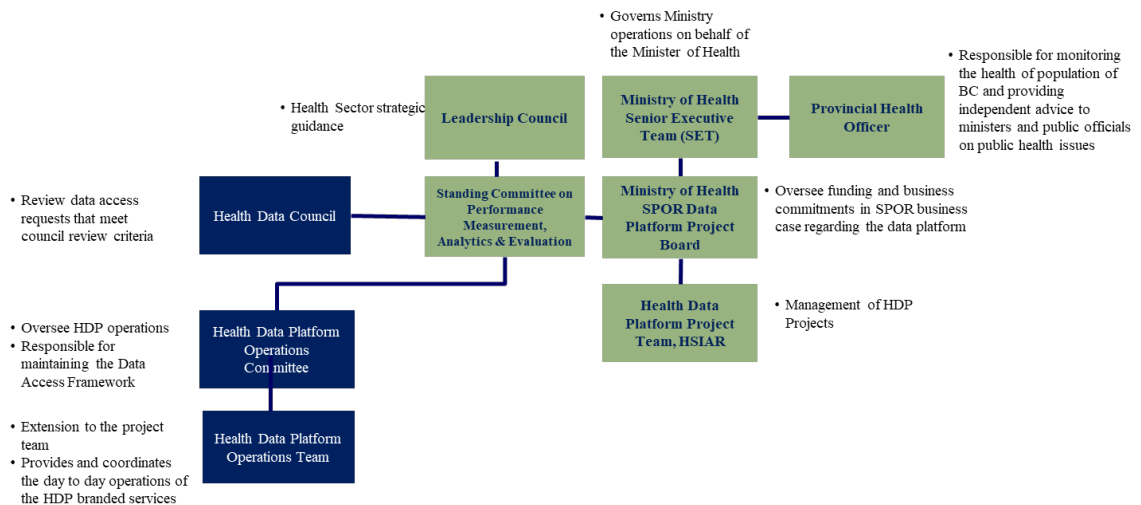 • Governs Ministry
operations on behalf of
the Minister of Health
• Health Sector strategic
guidance
Leadership Council
Ministry of Health
Senior Executive
Team (SET)
Provincial Health
Officer
• Responsible for monitoring
the health of population of
BC and providing
independent advice to
ministers and public officials
on public health issues
• Review data access
requests that meet
council review criteria
Health Data Council
Standing Committee on
Performance
Measurement,
Analytics & Evaluation
Ministry of Health
SPOR Data
Platform Project
Board
• Oversee funding and business
commitments in SPOR business
case regarding the data platform
• Oversee HDP operations
• Responsible for
maintaining the Data
Access Framework
Health Data Platform
Operations
Committee
Health Data
Platform Project
Team, HSIAR
• Management of HDP
Projects
• Extension to the project
team
• Provides and coordinates
the day to day operations of
the HDP branded services
Health Data Platform
Operations Team